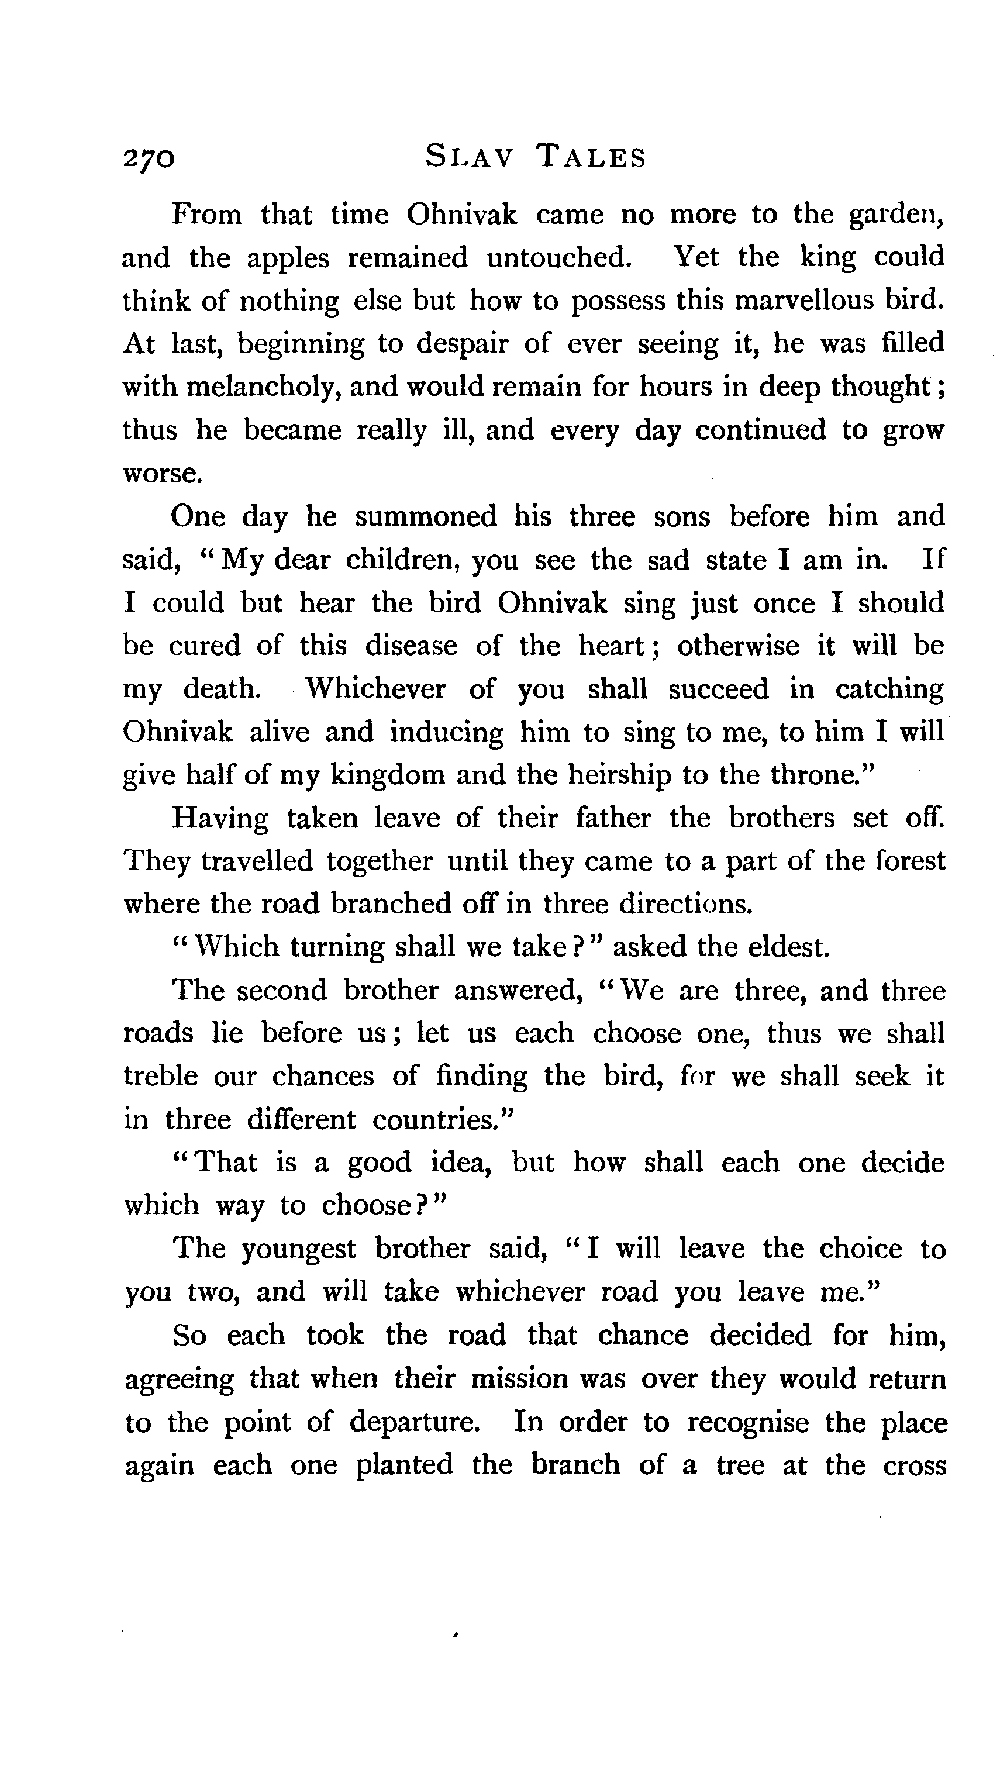 270 SLAV TALES
From that time Ohnivak came no more to the garden,
and the apples remained untouched. Yet the king could
think of nothing else but how to possess this marvellous bird.
At last, beginning to despair of ever seeing it, he was filled
with melancholy, and would remain for hours in deep thought;
thus he became really ill, and every day continued to grow
worse.
One day he summoned his three sons before him and
said, "My dear children, you see the sad state I am in. If
I could but hear the bird Ohnivak sing just once I should
be cured of this disease of the heart; otherwise it will be
my death. Whichever of you shall succeed in catching
Ohnivak alive and inducing him to sing to me, to him I will
give half of my kingdom and the heirship to the throne."
Having taken leave of their father the brothers set off.
They travelled together until they came to a part of the forest
where the road branched off in three directions.
"Which turning shall we take?" asked the eldest.
The second brother answered, "We are three, and three
roads lie before us; let us each choose one, thus we shall
treble our chances of finding the bird, for we shall seek it
in three different countries."
"That is a good idea, but how shall each one decide
which way to choose?"
The youngest brother said, "I will leave the choice to
you two, and will take whichever road you leave me."
So each took the road that chance decided for him,
agreeing that when their mission was over they would return
to the point of departure. In order to recognise the place
again each one planted the branch of a tree at the cross